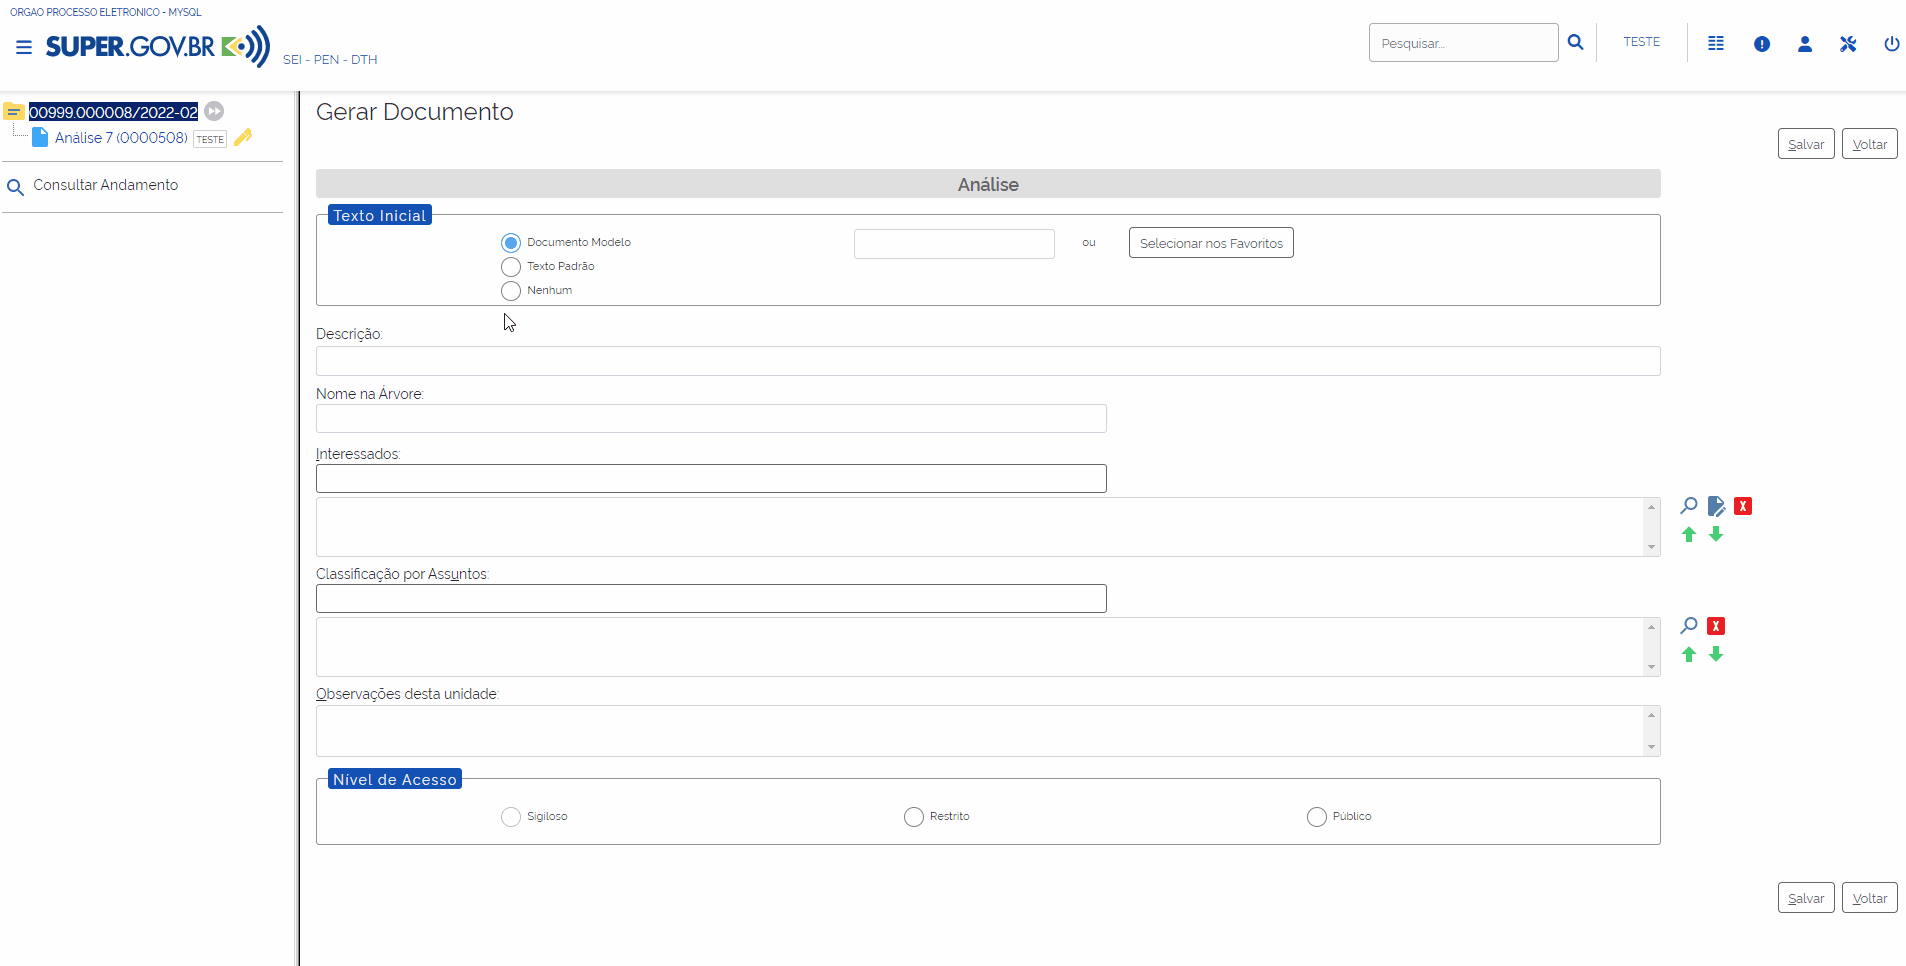 ORGAO PROCESSO ELETRONICO - MYSQL
SUPER.GOV.BR
SEI - PEN - DTH
Pesquisar...
TESTE
00999.000008/2022-02
Análise 7 (0000508) TESTE
Consultar Andamento
Gerar Documento
Salvar Voltar
Análise
Texto Inicial
Documento Modelo ou Selecionar nos Favoritos
Texto Padrão
Nenhum
Descrição:
Nome na Árvore:
Interessados:
X
Classificação por Assuntos:
X
Observações desta unidade:
Nível de Acesso
Sigiloso Restrito Público
Salvar Voltar